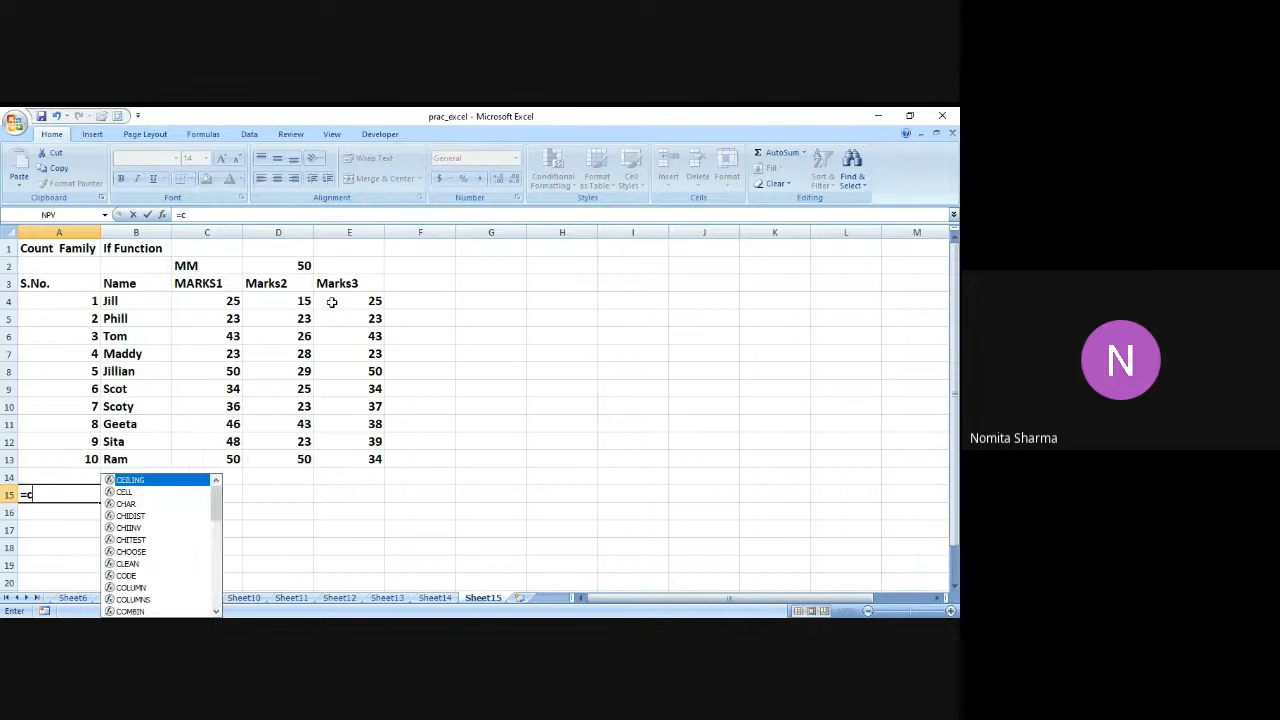 prac_excel - Microsoft Excel
Home Insert Page Layout Formulas Data Review View Developer
Cut
Copy
Format Painter
Paste
14
Wrap Text
Merge & Center
General
Conditional Formatting
Format as Table
Cell Styles
Insert Delete Format
AutoSum
Fill
Clear
Sort & Filter
Find & Select
Clipboard Font Alignment Number Styles Cells Editing
NPV =c
A B C D E F G H I J K L M
1 Count Family If Function
2 MM 50
3 S.No. Name MARKS1 Marks2 Marks3
4 1 Jill 25 15 25
5 2 Phill 23 23 23
6 3 Tom 43 26 43
7 4 Maddy 23 28 23
8 5 Jillian 50 29 50
9 6 Scot 34 25 34
10 7 Scoty 36 23 37
11 8 Geeta 46 43 38
12 9 Sita 48 23 39
13 10 Ram 50 50 34
14
15 =c
16
17
18
19
20
CEILING
CELL
CHAR
CHIDIST
CHIINV
CHITEST
CHOOSE
CLEAN
CODE
COLUMN
COLUMNS
COMBIN
Sheet6 Sheet10 Sheet11 Sheet12 Sheet13 Sheet14 Sheet15
Enter
N
Nomita Sharma